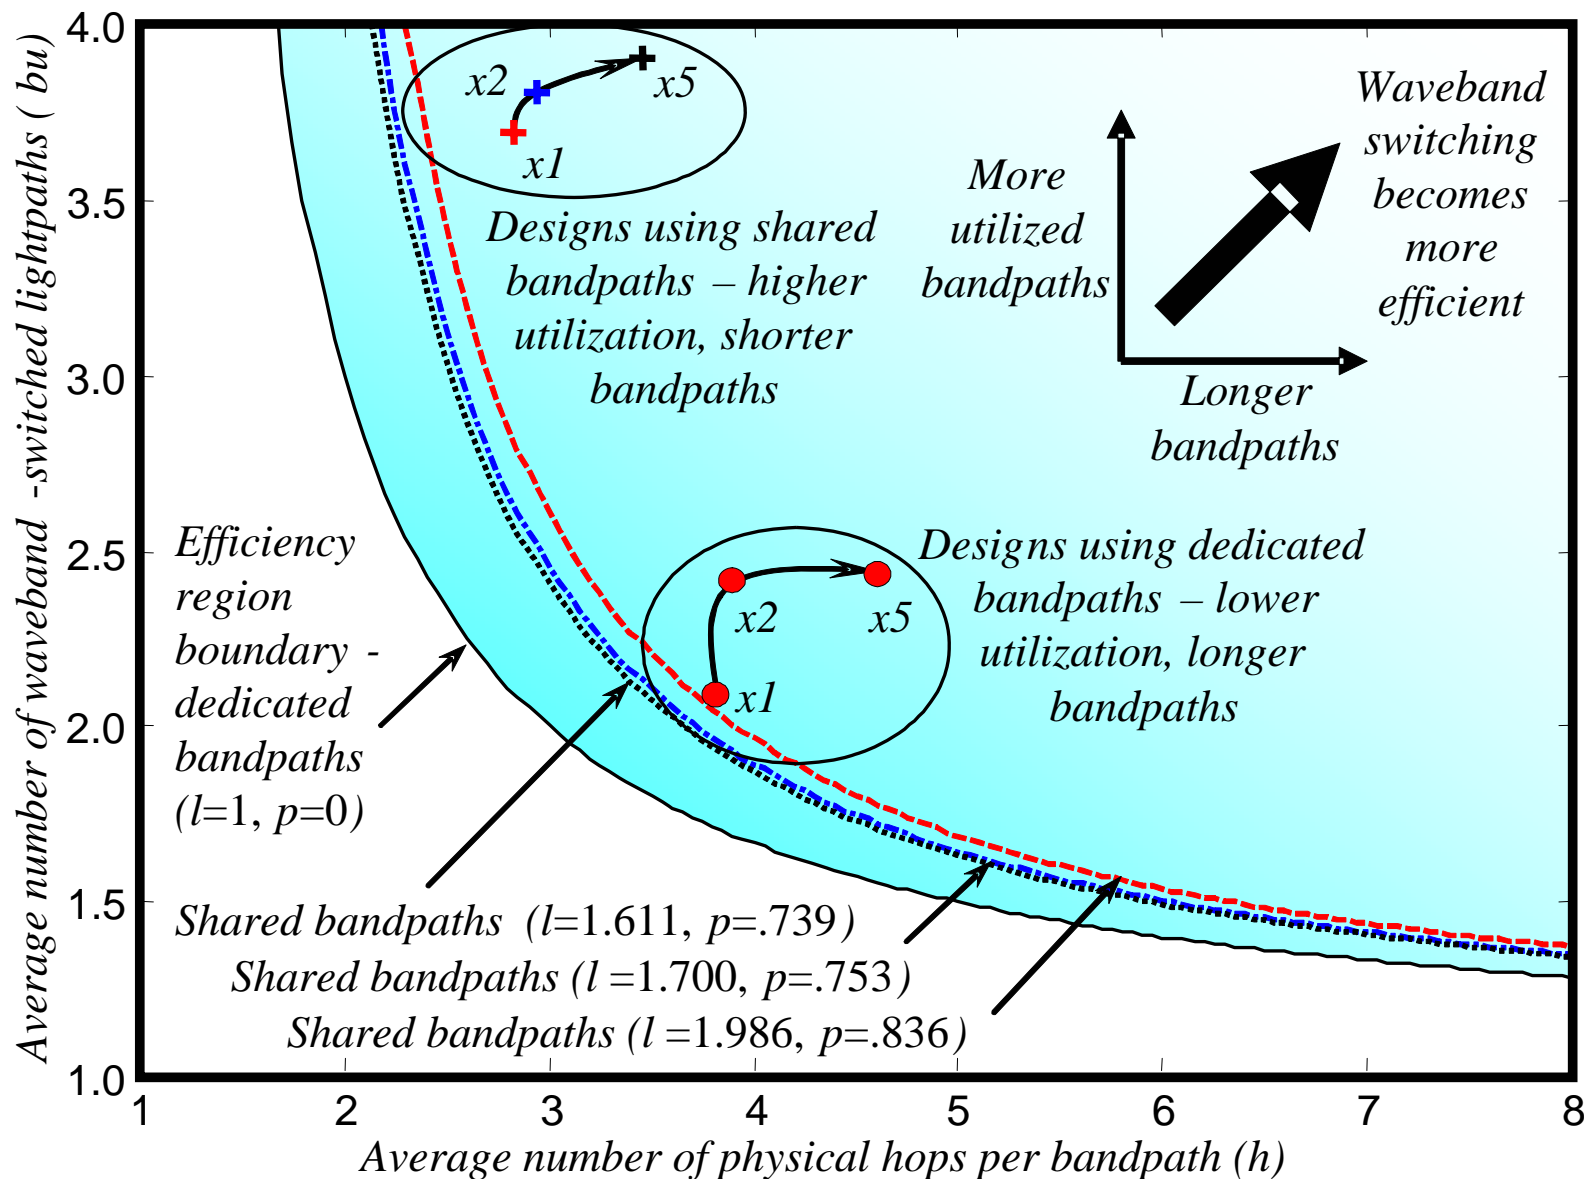 Average number of waveband -switched lightpaths ( bu)
4.0
3.5
3.0
2.5
2.0
1.5
1.0
x2
x5
x1
Designs using shared
bandpaths – higher
utilization, shorter
bandpaths
More
utilized
bandpaths
Waveband
switching
becomes
more
efficient
Longer
bandpaths
Efficiency
region
boundary -
dedicated
bandpaths
(l=1, p=0)
x2
x5
x1
Designs using dedicated
bandpaths – lower
utilization, longer
bandpaths
Shared bandpaths (l=1.611, p=.739)
Shared bandpaths (l =1.700, p=.753)
Shared bandpaths (l =1.986, p=.836)
1 2 3 4 5 6 7 8
Average number of physical hops per bandpath (h)